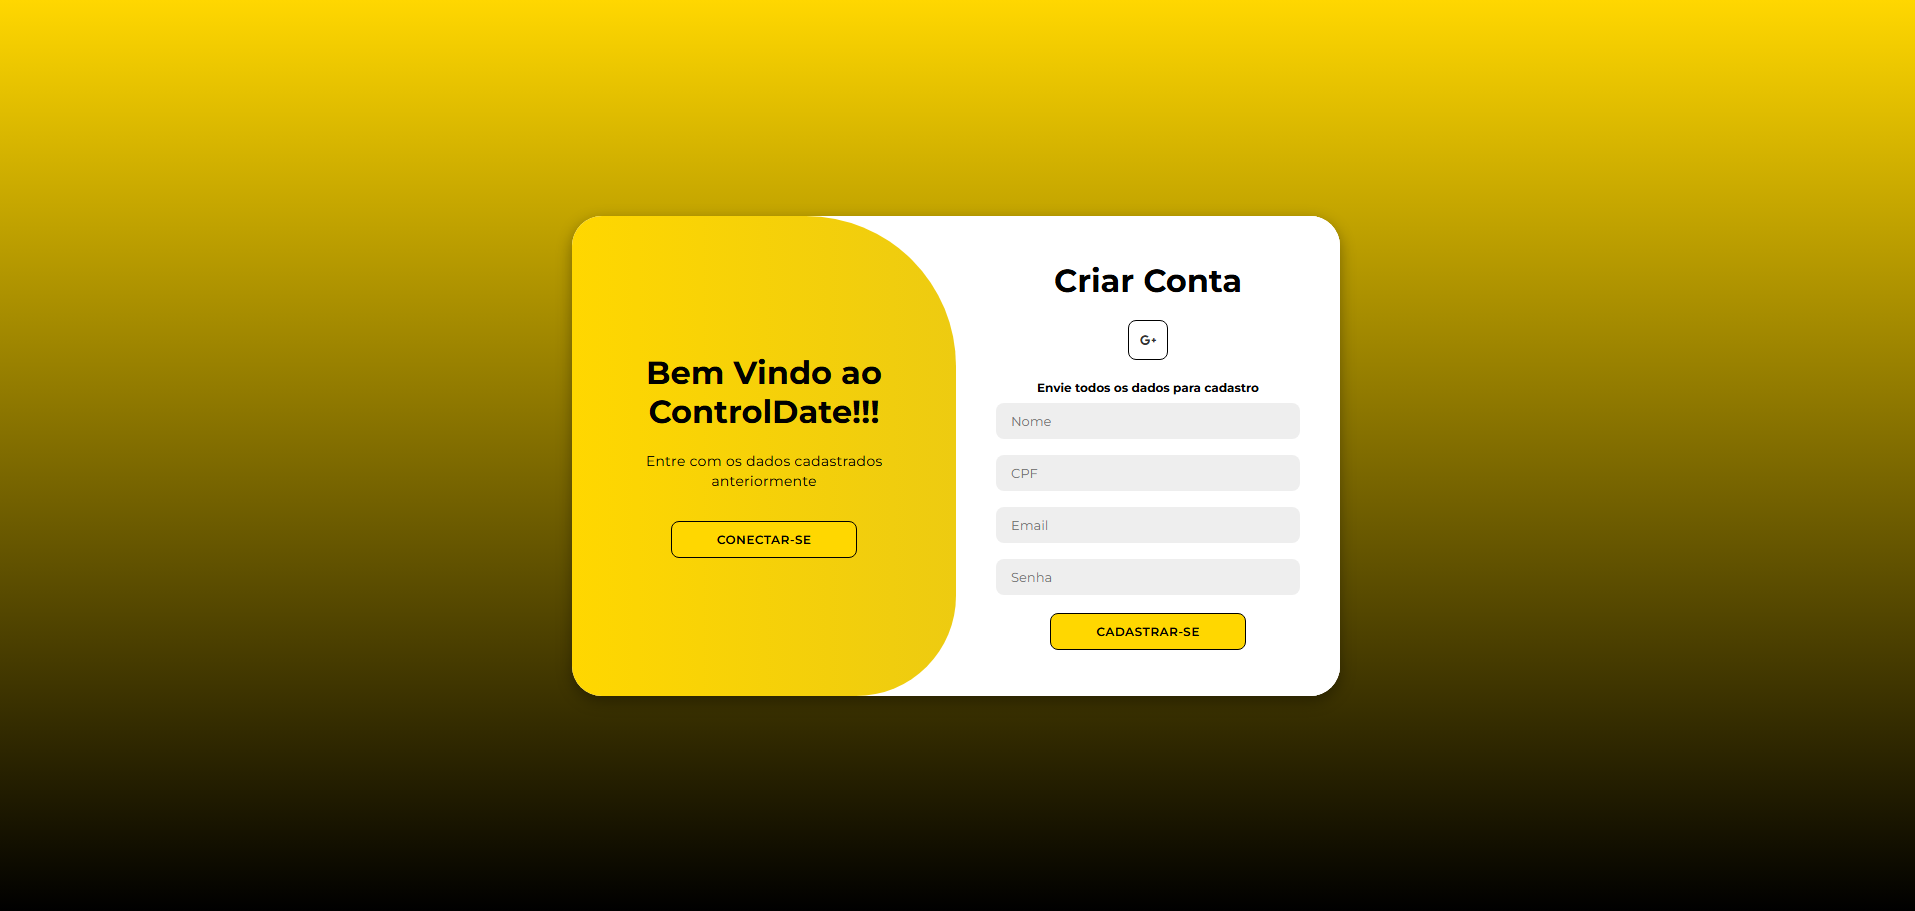 Bem Vindo ao
ControlDate!!!
Entre com os dados cadastrados
anteriormente
CONECTAR-SE
Criar Conta
G+
Envie todos os dados para cadastro
Nome
CPF
Email
Senha
CADASTRAR-SE